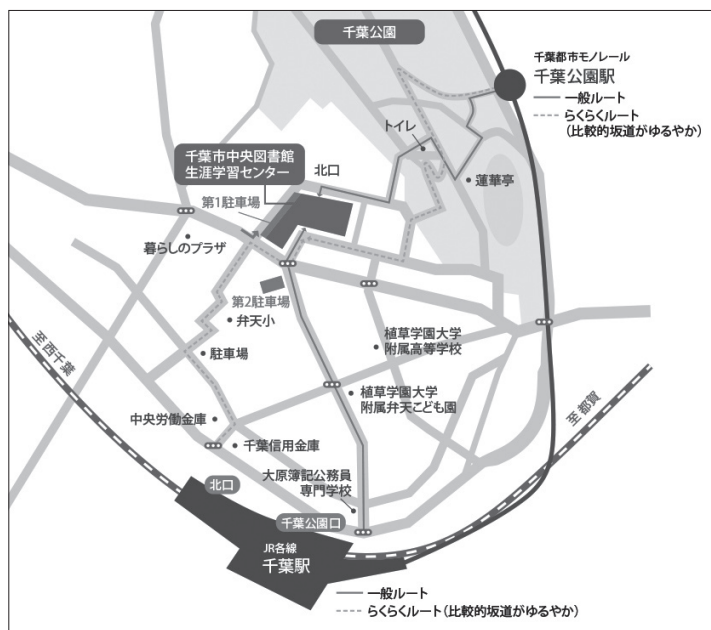 千葉公園
千葉都市モノレール
千葉公園駅
一般ルート
らくらくルート
(比較的坂道がゆるやか)
トイレ
千葉市中央図書館
生涯学習センター
北口
蓮華亭
第1駐車場
暮らしのプラザ
第2駐車場
弁天小
植草学園大学
附属高等学校
至西千葉
駐車場
植草学園大学
附属弁天こども園
至都賀
中央労働金庫
千葉信用金庫
大原簿記公務員
専門学校
北口
千葉公園口
JR各線
千葉駅
一般ルート
らくらくルート(比較的坂道がゆるやか)